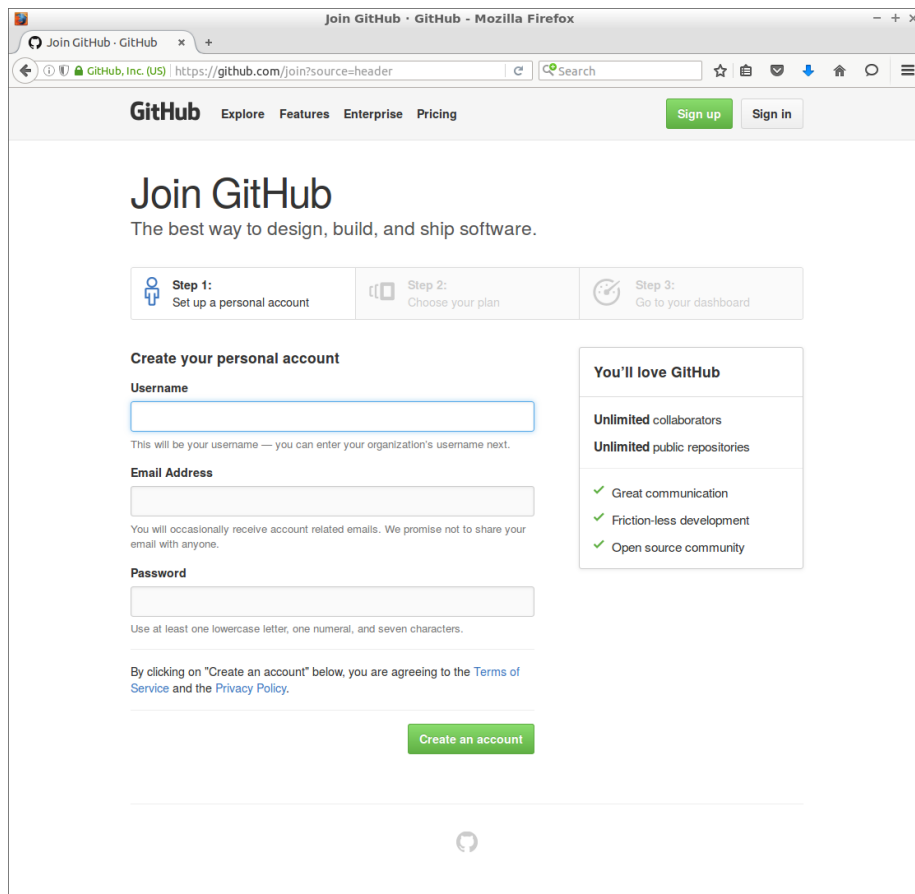 Join GitHub · GitHub - Mozilla Firefox
Join GitHub · GitHub
GitHub, Inc. (US) https://github.com/join?source=header Search
GitHub Explore Features Enterprise Pricing Sign up Sign in
Join GitHub
The best way to design, build, and ship software.
Step 1:
Set up a personal account
Step 2:
Choose your plan
Step 3:
Go to your dashboard
Create your personal account
Username
This will be your username — you can enter your organization's username next.
Email Address
You will occasionally receive account related emails. We promise not to share your
email with anyone.
Password
Use at least one lowercase letter, one numeral, and seven characters.
By clicking on "Create an account" below, you are agreeing to the Terms of
Service and the Privacy Policy.
Create an account
You'll love GitHub
Unlimited collaborators
Unlimited public repositories
Great communication
Friction-less development
Open source community